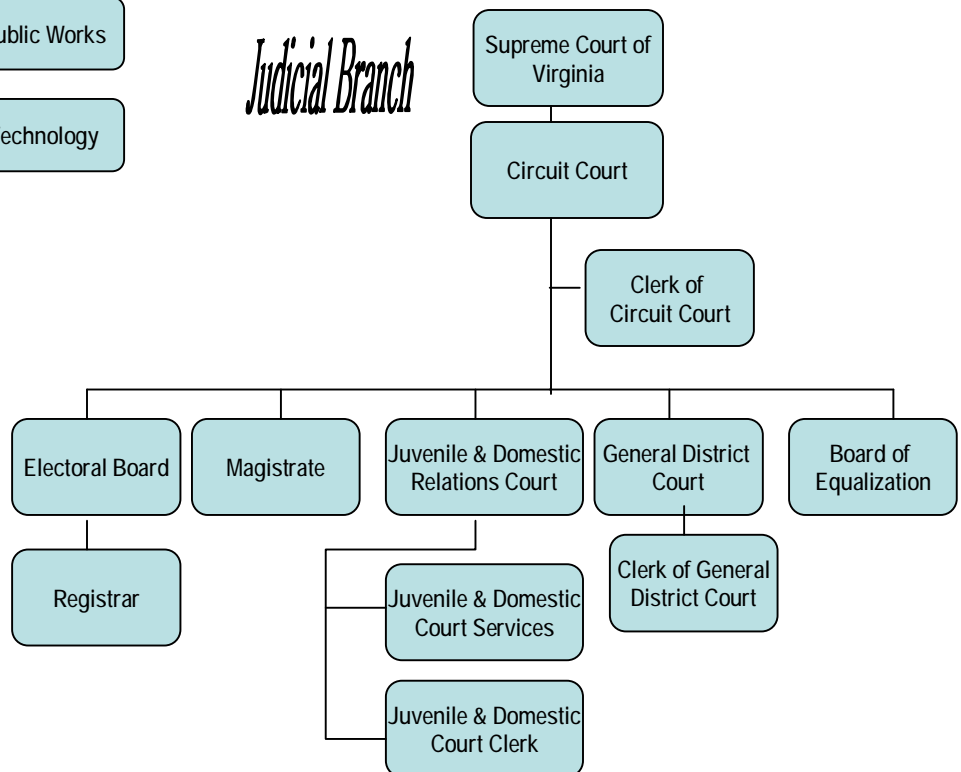 ublic Works
echnology
Judicial Branch
Supreme Court of
Virginia
Circuit Court
Clerk of
Circuit Court
Electoral Board
Magistrate
Juvenile & Domestic
Relations Court
General District
Court
Board of
Equalization
Registrar
Juvenile & Domestic
Court Services
Clerk of General
District Court
Juvenile & Domestic
Court Clerk